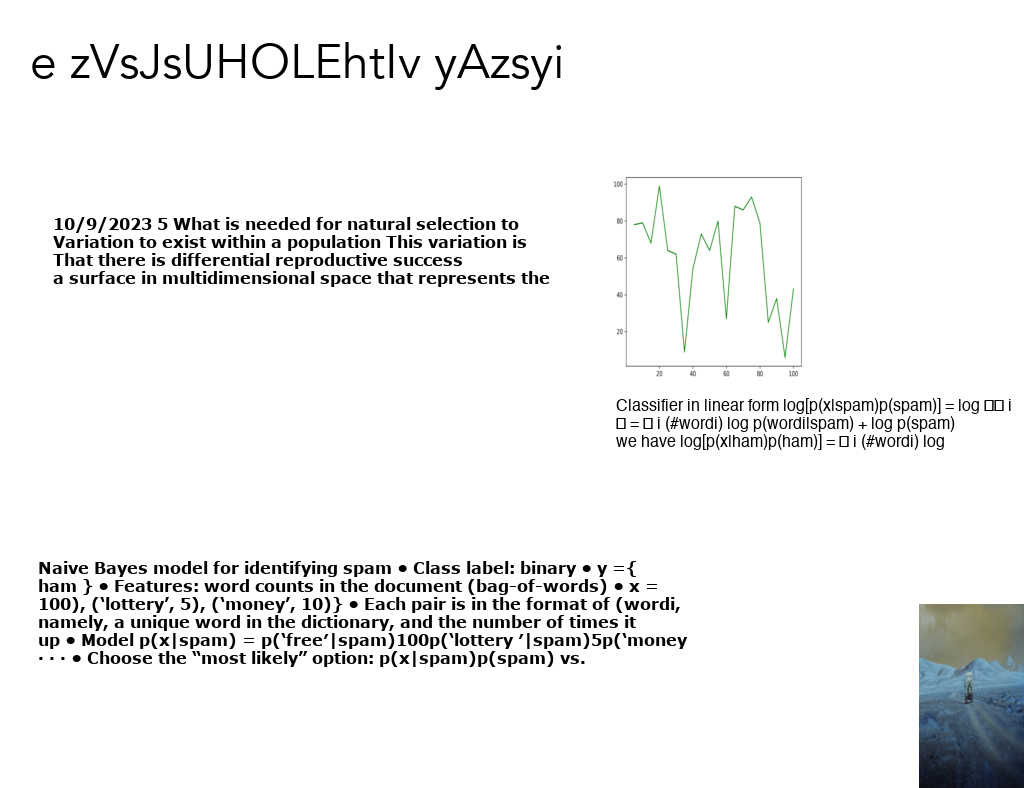 e zVsJsUHOLEhtlv yAzsyi
10/9/2023 5 What is needed for natural selection to
Variation to exist within a population This variation is
That there is differential reproductive success
a surface in multidimensional space that represents the
100
80
60
40
20
20 40 60 80 100
Classifier in linear form log[p(x|spam)p(spam)] = log □□ i
□ = □ i (#wordi) log p(wordi|spam) + log p(spam)
we have log[p(x|ham)p(ham)] = □ i (#wordi) log
Naive Bayes model for identifying spam • Class label: binary • y ={
ham } • Features: word counts in the document (bag-of-words) • x =
100), (‘lottery’, 5), (‘money’, 10)} • Each pair is in the format of (wordi,
namely, a unique word in the dictionary, and the number of times it
up • Model p(x|spam) = p(‘free’|spam)100p(‘lottery ’|spam)5p(‘money
· · · • Choose the “most likely” option: p(x|spam)p(spam) vs.